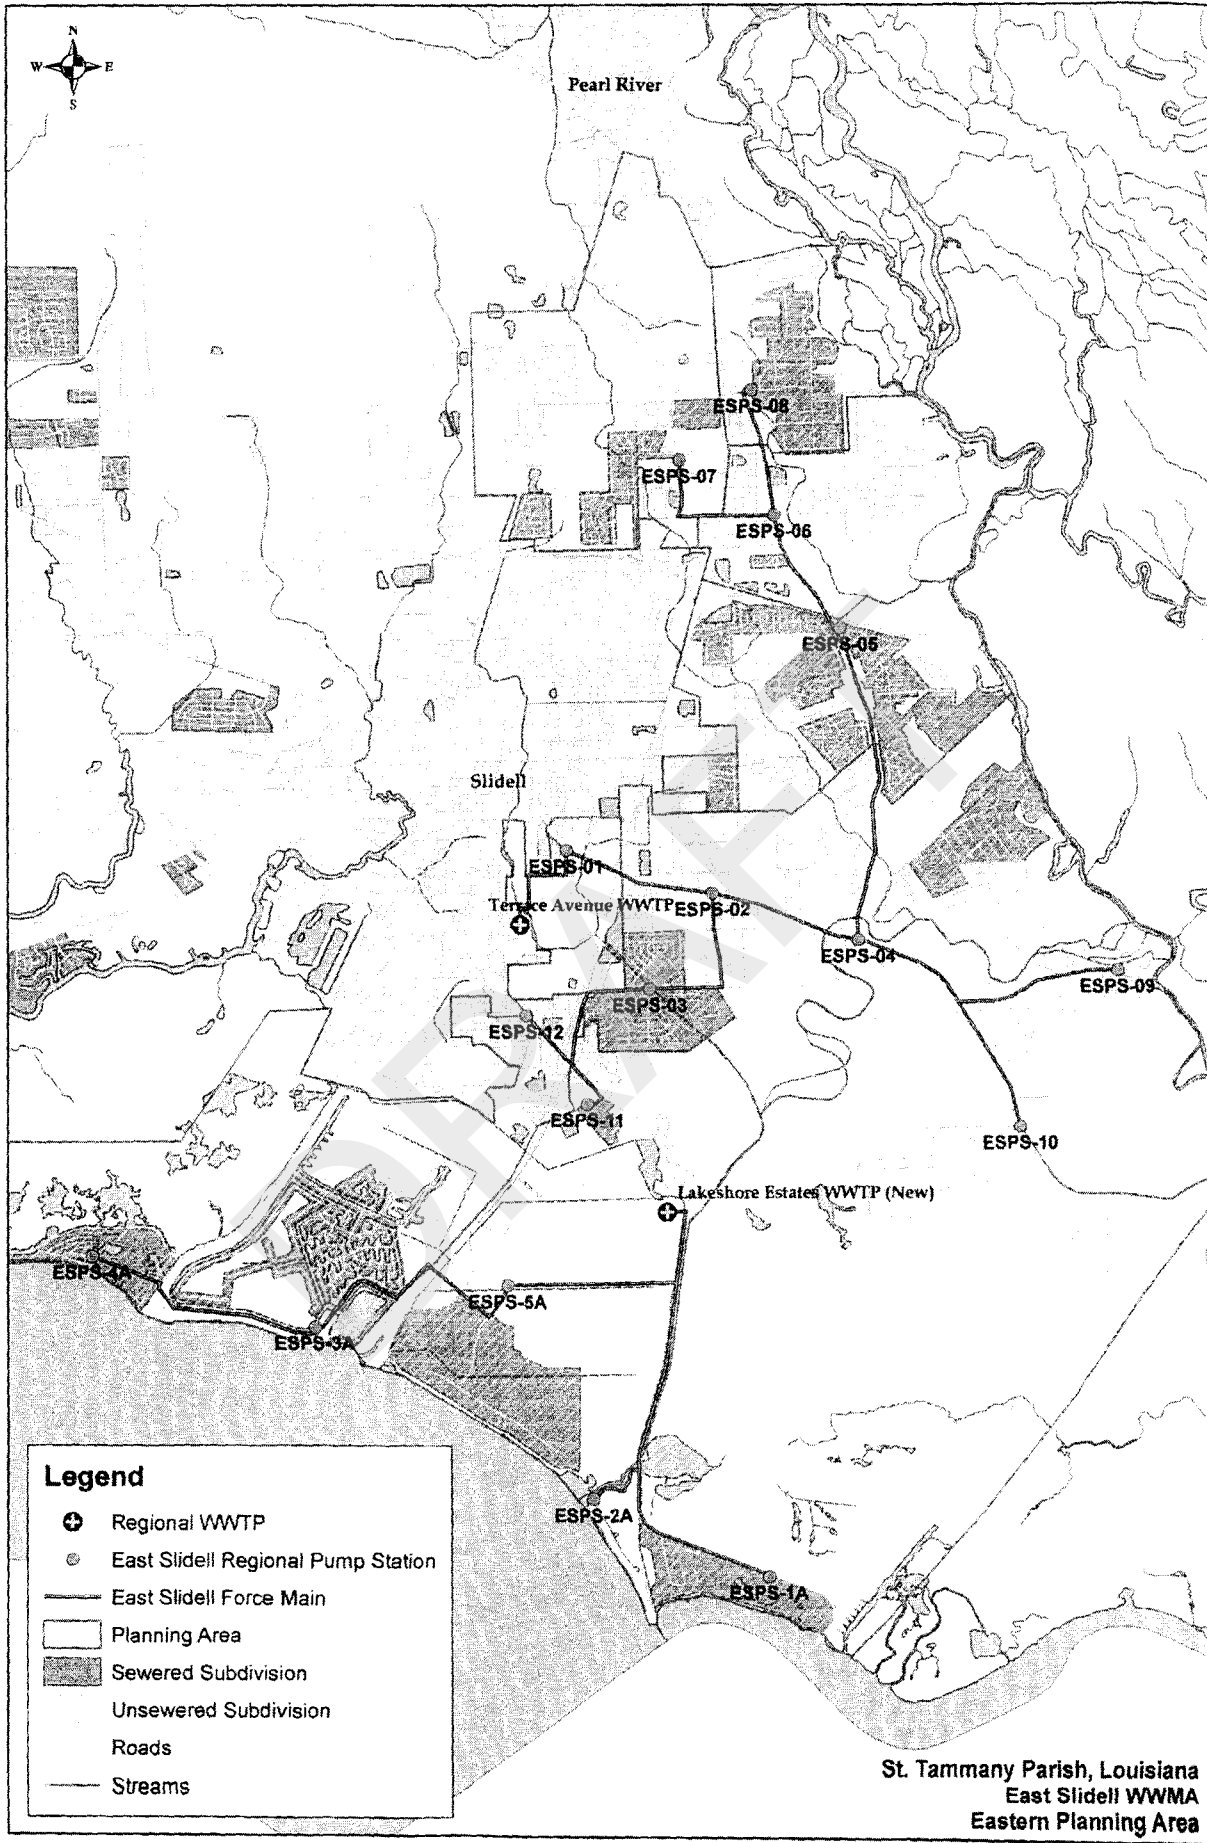 N
W E
S
Pearl River
ESPS-08
ESPS-07
ESPS-06
ESPS-05
Slidell
ESPS-01
Terrace Avenue WWTP
ESPS-02
ESPS-04
ESPS-09
ESPS-03
ESPS-12
ESPS-11
ESPS-10
Lakeshore Estates WWTP (New)
ESPS-4A
ESPS-5A
ESPS-3A
ESPS-2A
ESPS-1A
DRAFT
Legend
Regional WWTP
East Slidell Regional Pump Station
East Slidell Force Main
Planning Area
Sewered Subdivision
Unsewered Subdivision
Roads
Streams
St. Tammany Parish, Louisiana
East Slidell WWMA
Eastern Planning Area